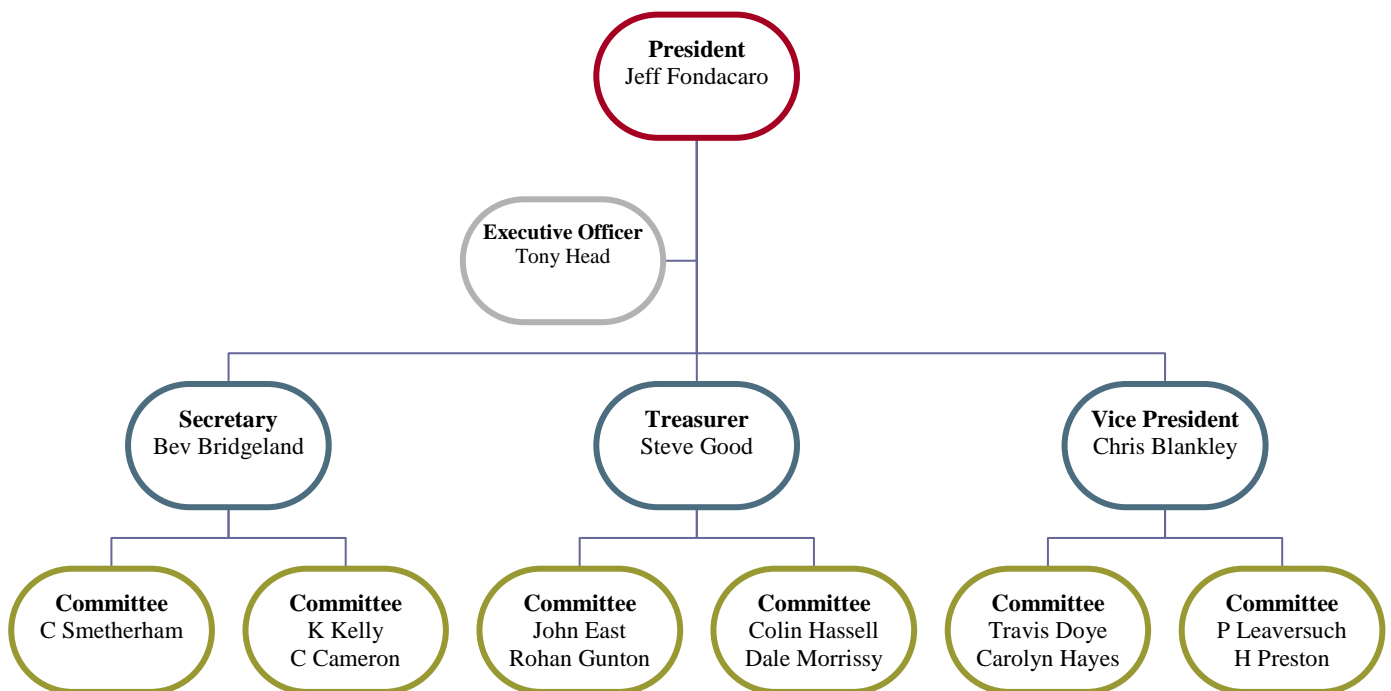 President
Jeff Fondacaro
Executive Officer
Tony Head
Secretary
Bev Bridgeland
Treasurer
Steve Good
Vice President
Chris Blankley
Committee
C Smetherham
Committee
K Kelly
C Cameron
Committee
John East
Rohan Gunton
Committee
Colin Hassell
Dale Morrissy
Committee
Travis Doye
Carolyn Hayes
Committee
P Leaversuch
H Preston